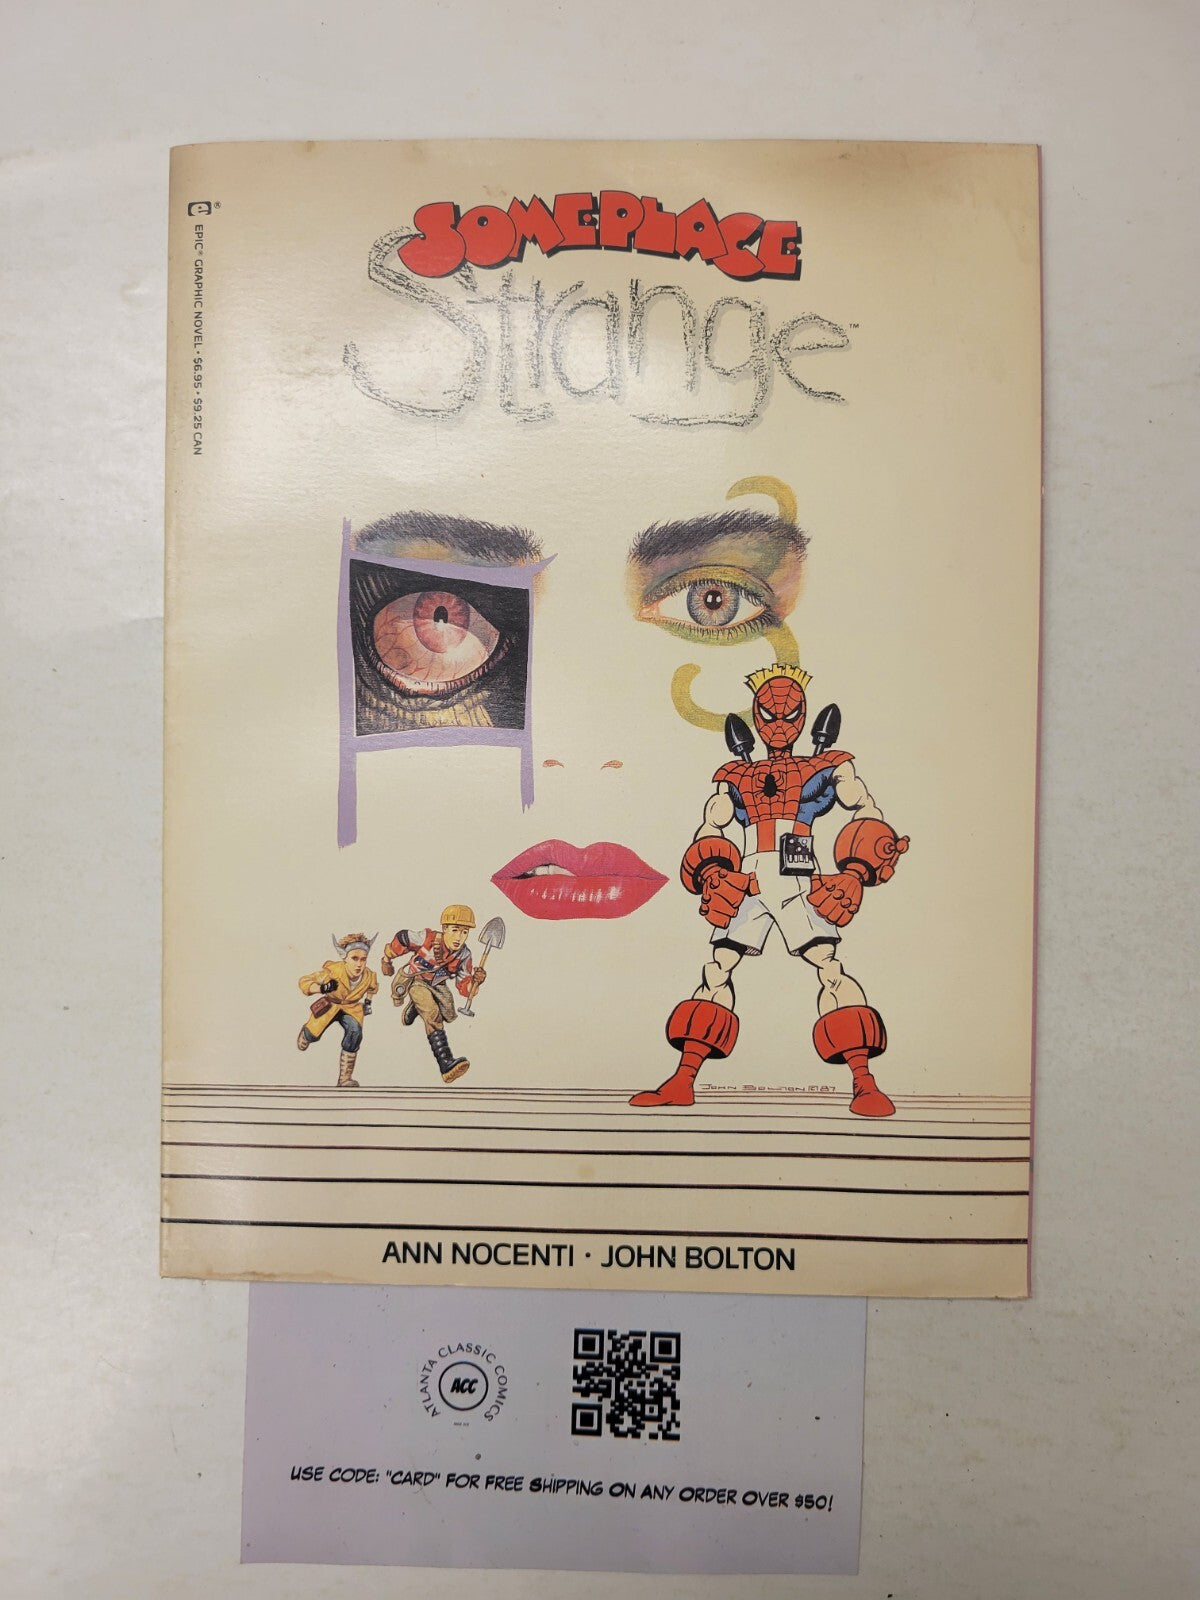 e®
EPIC® GRAPHIC NOVEL • $6.95 • $9.25 CAN
SOMEPLACE
Strange™
JOHN BOLTON © 87
ANN NOCENTI · JOHN BOLTON
ATLANTA CLASSIC COMICS
ACC
USE CODE: "CARD" FOR FREE SHIPPING ON ANY ORDER OVER $50!